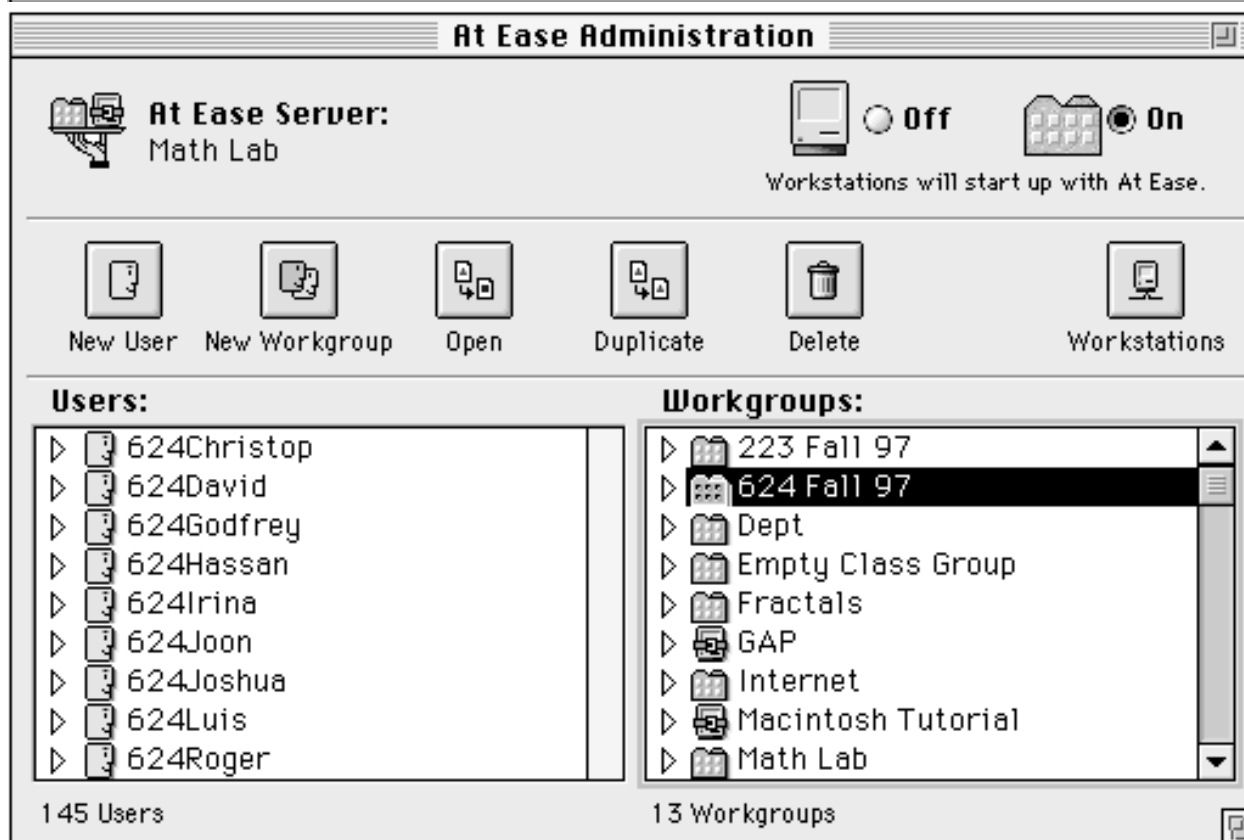 At Ease Administration
At Ease Server:
Math Lab
Off
On
Workstations will start up with At Ease.
New User
New Workgroup
Open
Duplicate
Delete
Workstations
Users:
624Christop
624David
624Godfrey
624Hassan
624Irina
624Joon
624Joshua
624Luis
624Roger
145 Users
Workgroups:
223 Fall 97
624 Fall 97
Dept
Empty Class Group
Fractals
GAP
Internet
Macintosh Tutorial
Math Lab
13 Workgroups